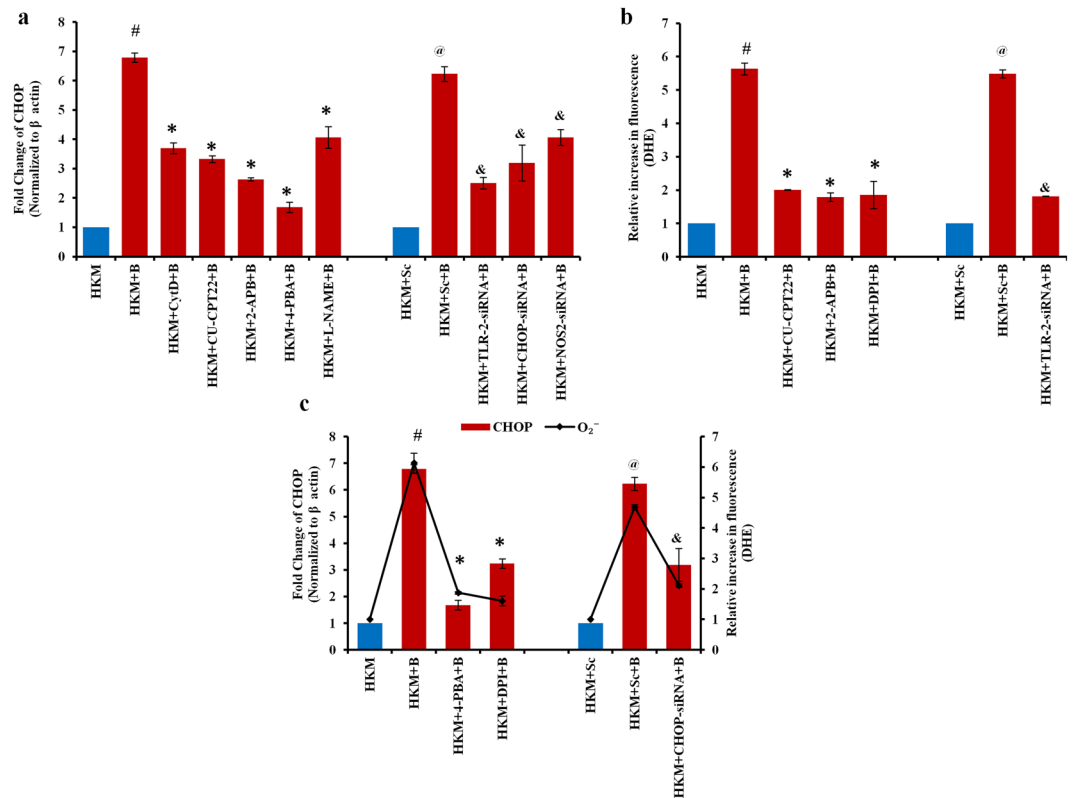 a
Fold Change of CHOP
(Normalized to β actin)
8
7
6
5
4
3
2
1
0
#
*
*
*
*
*
@
&
&
&
HKM
HKM+B
HKM+CytD+B
HKM+CU-CPT22+B
HKM+2-APB+B
HKM+4-PBA+B
HKM+L-NAME+B
HKM+Sc
HKM+Sc+B
HKM+TLR-2-siRNA+B
HKM+CHOP-siRNA+B
HKM+NOS2-siRNA+B
b
Relative increase in fluorescence
(DHE)
7
6
5
4
3
2
1
0
#
*
*
*
@
&
HKM
HKM+B
HKM+CU-CPT22+B
HKM+2-APB+B
HKM+DPI+B
HKM+Sc
HKM+Sc+B
HKM+TLR-2-siRNA+B
c
CHOP
O₂⁻
Fold Change of CHOP
(Normalized to β actin)
8
7
6
5
4
3
2
1
0
#
*
*
@
&
7
6
5
4
3
2
1
0
Relative increase in fluorescence
(DHE)
HKM
HKM+B
HKM+4-PBA+B
HKM+DPI+B
HKM+Sc
HKM+Sc+B
HKM+CHOP-siRNA+B